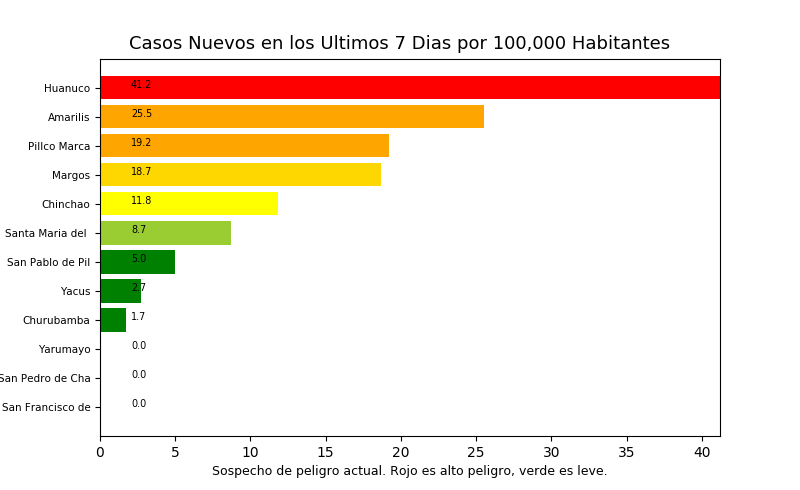 Casos Nuevos en los Ultimos 7 Dias por 100,000 Habitantes
Huanuco 41.2
Amarilis 25.5
Pillco Marca 19.2
Margos 18.7
Chinchao 11.8
Santa Maria del 8.7
San Pablo de Pil 5.0
Yacus 2.7
Churubamba 1.7
Yarumayo 0.0
San Pedro de Cha 0.0
San Francisco de 0.0
0 5 10 15 20 25 30 35 40
Sospecho de peligro actual. Rojo es alto peligro, verde es leve.